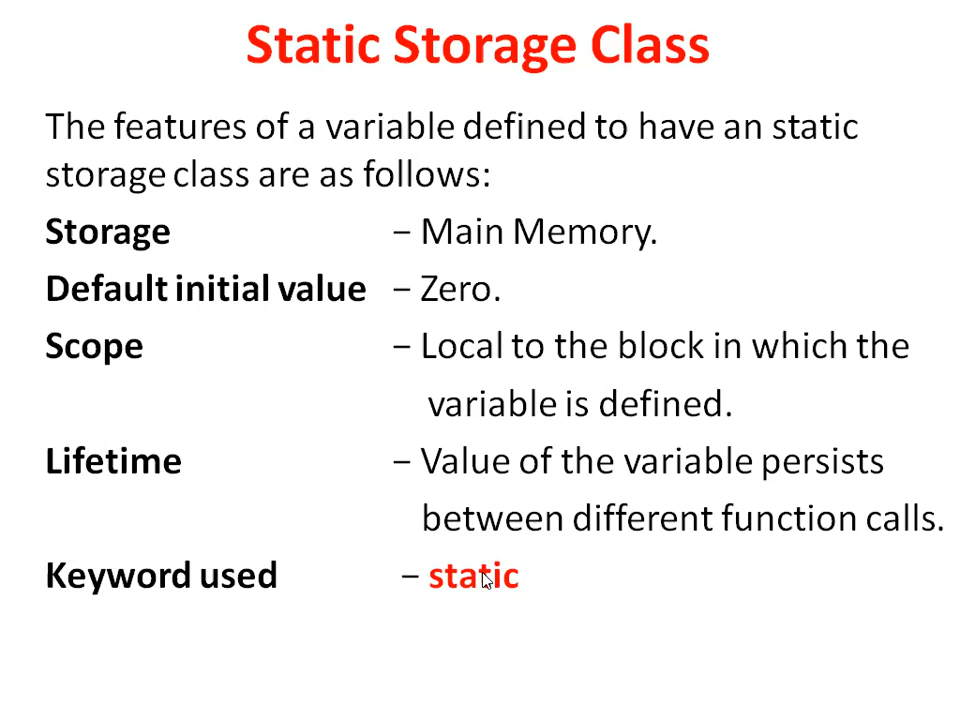 Static Storage Class
The features of a variable defined to have an static
storage class are as follows:
Storage – Main Memory.
Default initial value – Zero.
Scope – Local to the block in which the
variable is defined.
Lifetime – Value of the variable persists
between different function calls.
Keyword used – static